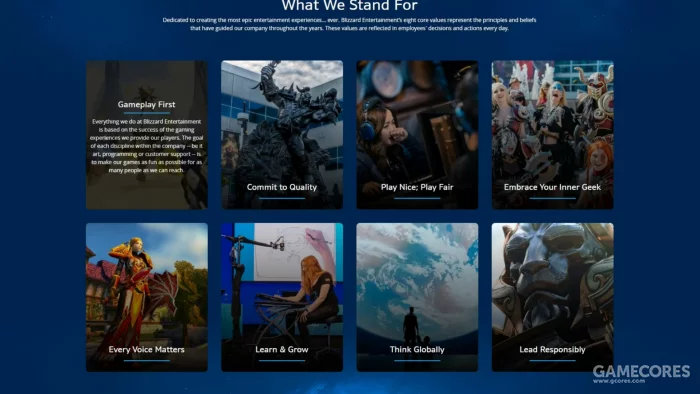 What We Stand For
Dedicated to creating the most epic entertainment experiences... ever. Blizzard Entertainment's eight core values represent the principles and beliefs
that have guided our company throughout the years. These values are reflected in employees' decisions and actions every day.
Gameplay First
Everything we do at Blizzard Entertainment
is based on the success of the gaming
experiences we provide our players. The goal
of each discipline within the company -- be it
art, programming or customer support -- is
to make our games as fun as possible for as
many people as we can reach.
Commit to Quality
Play Nice; Play Fair
Embrace Your Inner Geek
Every Voice Matters
Learn & Grow
Think Globally
Lead Responsibly
GAMECORES
www.gcores.com